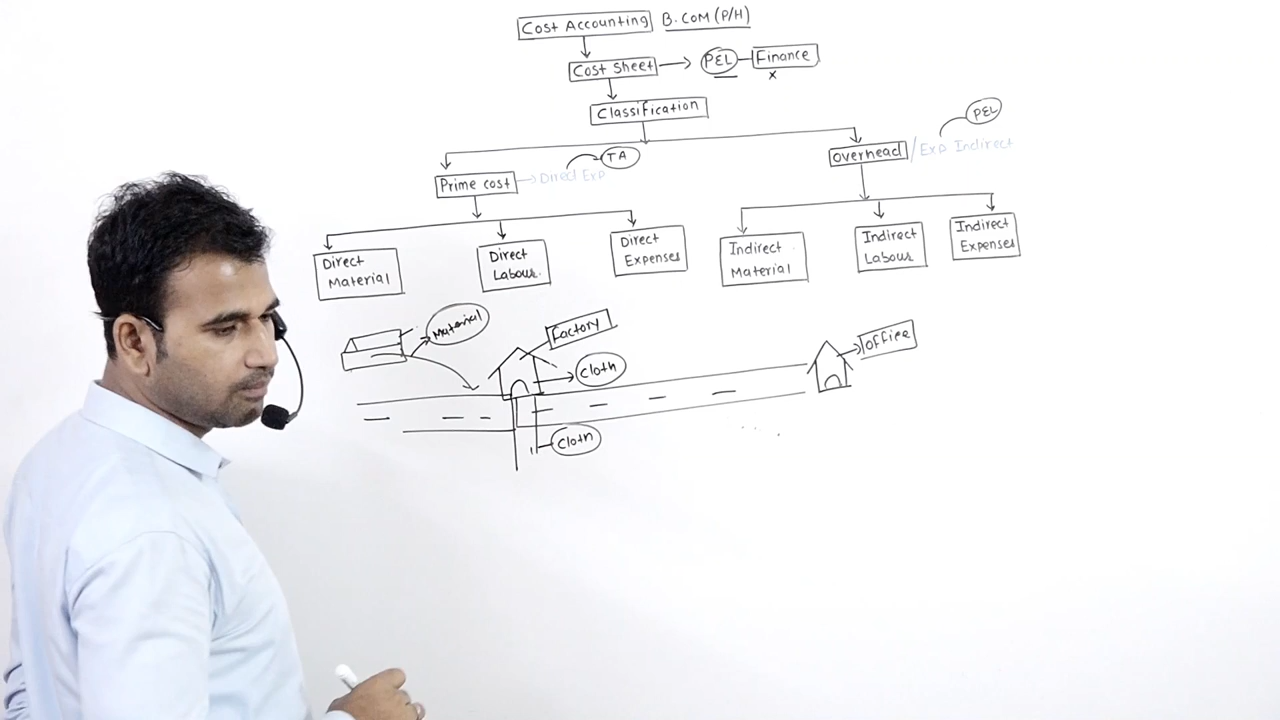 Cost Accounting B.COM (P/H)
Cost Sheet → PEL Finance
x
Classification
PEL
Overhead / Exp Indirect
TA
Prime cost → Direct Exp
Direct Material
Direct Labour.
Direct Expenses
Indirect Material
Indirect Labour
Indirect Expenses
Material
factory
cloth
office
cloth